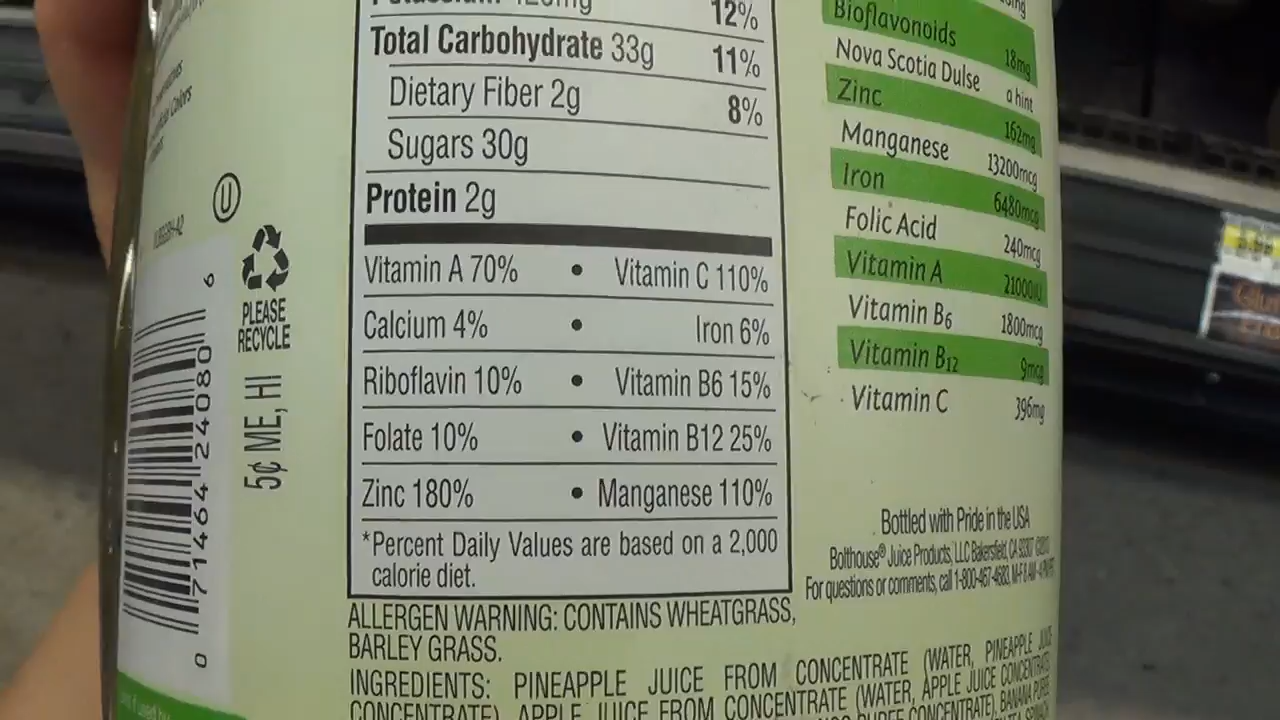 12%
Total Carbohydrate 33g 11%
Dietary Fiber 2g 8%
Sugars 30g
Protein 2g
Vitamin A 70% • Vitamin C 110%
Calcium 4% • Iron 6%
Riboflavin 10% • Vitamin B6 15%
Folate 10% • Vitamin B12 25%
Zinc 180% • Manganese 110%
*Percent Daily Values are based on a 2,000
calorie diet.
ALLERGEN WARNING: CONTAINS WHEATGRASS,
BARLEY GRASS.
INGREDIENTS: PINEAPPLE JUICE FROM CONCENTRATE (WATER, PINEAPPLE JUICE
CONCENTRATE), APPLE JUICE FROM CONCENTRATE (WATER, APPLE JUICE CONCENTRATE
CONCENTRATE), BANANA PUREE
Bioflavonoids 18mg
Nova Scotia Dulse a hint
Zinc 162mg
Manganese 13200mcg
Iron 6480mcg
Folic Acid 240mcg
Vitamin A 21000IU
Vitamin B6 1800mcg
Vitamin B12 9mcg
Vitamin C 396mg
Bottled with Pride in the USA
Bolthouse® Juice Products, LLC Bakersfield, CA
For questions or comments, call 1-800-467-4683, M-F
U
PLEASE
RECYCLE
5¢ ME, HI
0 71464 24080 6